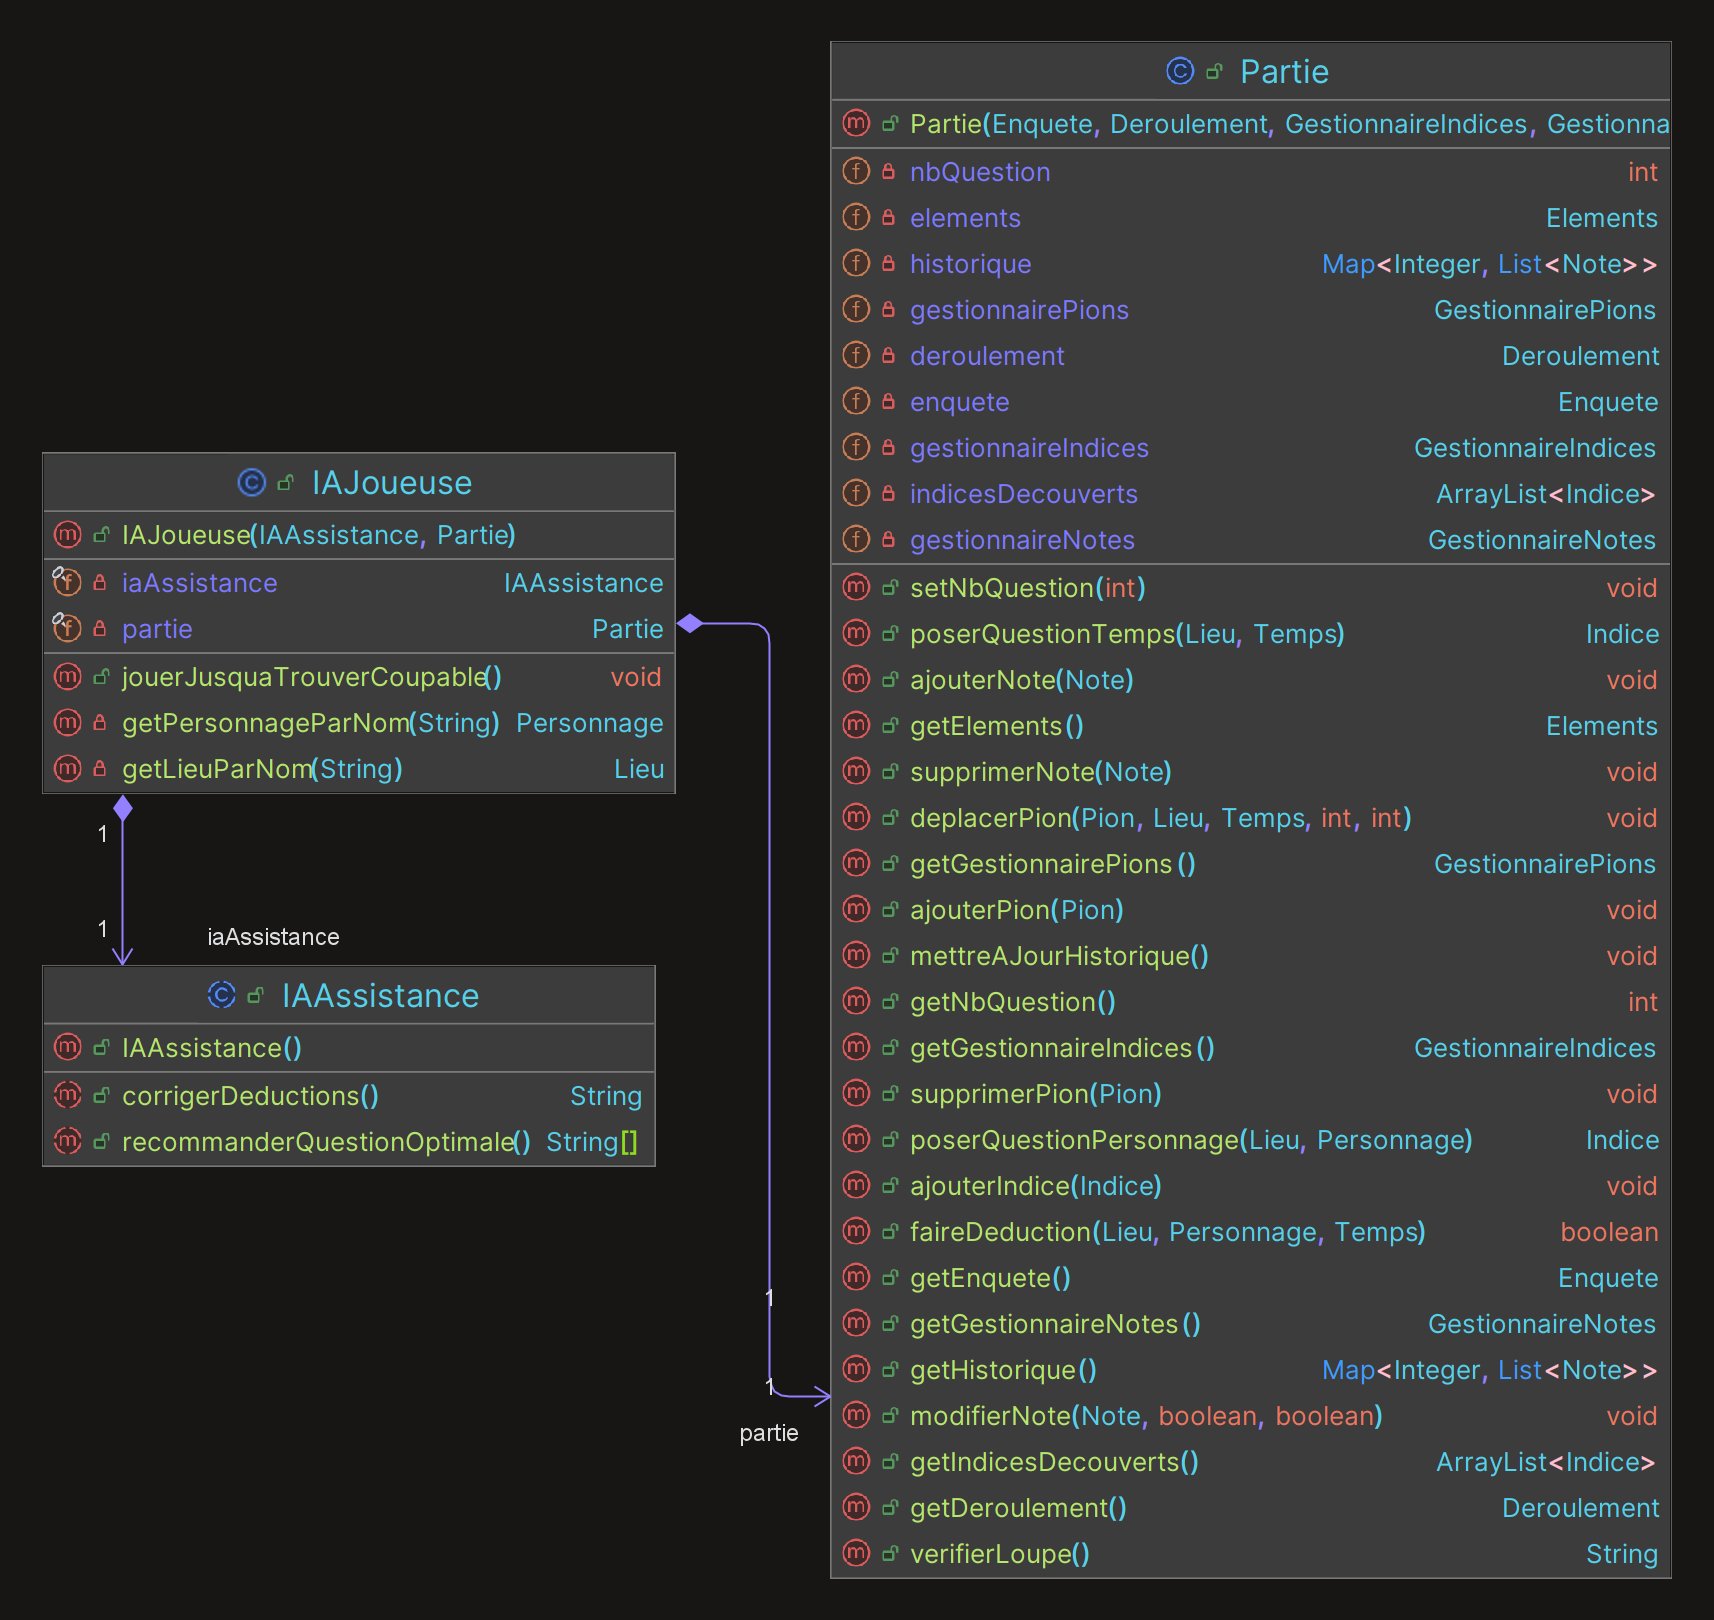 Partie
Partie(Enquete, Deroulement, GestionnaireIndices, Gestionna
nbQuestion int
elements Elements
historique Map<Integer, List<Note>>
gestionnairePions GestionnairePions
deroulement Deroulement
enquete Enquete
gestionnaireIndices GestionnaireIndices
indicesDecouverts ArrayList<Indice>
gestionnaireNotes GestionnaireNotes
setNbQuestion(int) void
poserQuestionTemps(Lieu, Temps) Indice
ajouterNote(Note) void
getElements() Elements
supprimerNote(Note) void
deplacerPion(Pion, Lieu, Temps, int, int) void
getGestionnairePions() GestionnairePions
ajouterPion(Pion) void
mettreAJourHistorique() void
getNbQuestion() int
getGestionnaireIndices() GestionnaireIndices
supprimerPion(Pion) void
poserQuestionPersonnage(Lieu, Personnage) Indice
ajouterIndice(Indice) void
faireDeduction(Lieu, Personnage, Temps) boolean
getEnquete() Enquete
getGestionnaireNotes() GestionnaireNotes
getHistorique() Map<Integer, List<Note>>
modifierNote(Note, boolean, boolean) void
getIndicesDecouverts() ArrayList<Indice>
getDeroulement() Deroulement
verifierLoupe() String
IAJoueuse
IAJoueuse(IAAssistance, Partie)
iaAssistance IAAssistance
partie Partie
jouerJusquaTrouverCoupable() void
getPersonnageParNom(String) Personnage
getLieuParNom(String) Lieu
1
1
iaAssistance
IAAssistance
IAAssistance()
corrigerDeductions() String
recommanderQuestionOptimale() String[]
1
1
partie